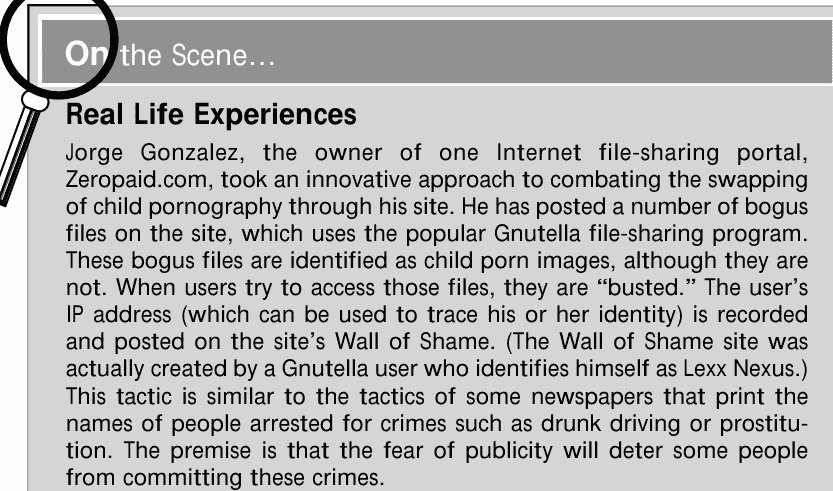 On the Scene...
Real Life Experiences
Jorge Gonzalez, the owner of one Internet file-sharing portal,
Zeropaid.com, took an innovative approach to combating the swapping
of child pornography through his site. He has posted a number of bogus
files on the site, which uses the popular Gnutella file-sharing program.
These bogus files are identified as child porn images, although they are
not. When users try to access those files, they are “busted.” The user’s
IP address (which can be used to trace his or her identity) is recorded
and posted on the site’s Wall of Shame. (The Wall of Shame site was
actually created by a Gnutella user who identifies himself as Lexx Nexus.)
This tactic is similar to the tactics of some newspapers that print the
names of people arrested for crimes such as drunk driving or prostitu-
tion. The premise is that the fear of publicity will deter some people
from committing these crimes.